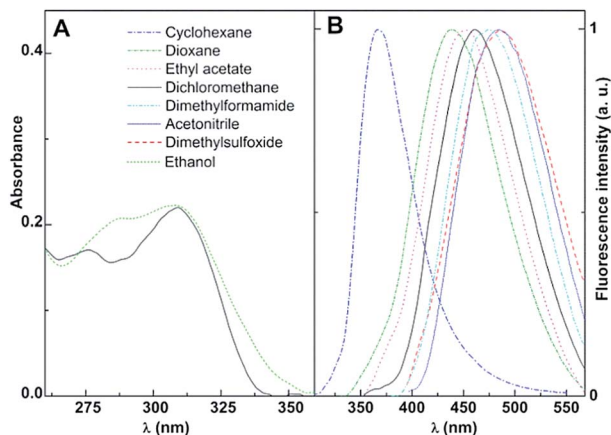 A
B
Cyclohexane
Dioxane
Ethyl acetate
Dichloromethane
Dimethylformamide
Acetonitrile
Dimethylsulfoxide
Ethanol
Absorbance
0.4
0.2
0.0
275
300
325
350
λ (nm)
350
400
450
500
550
λ (nm)
1
0
Fluorescence intensity (a. u.)